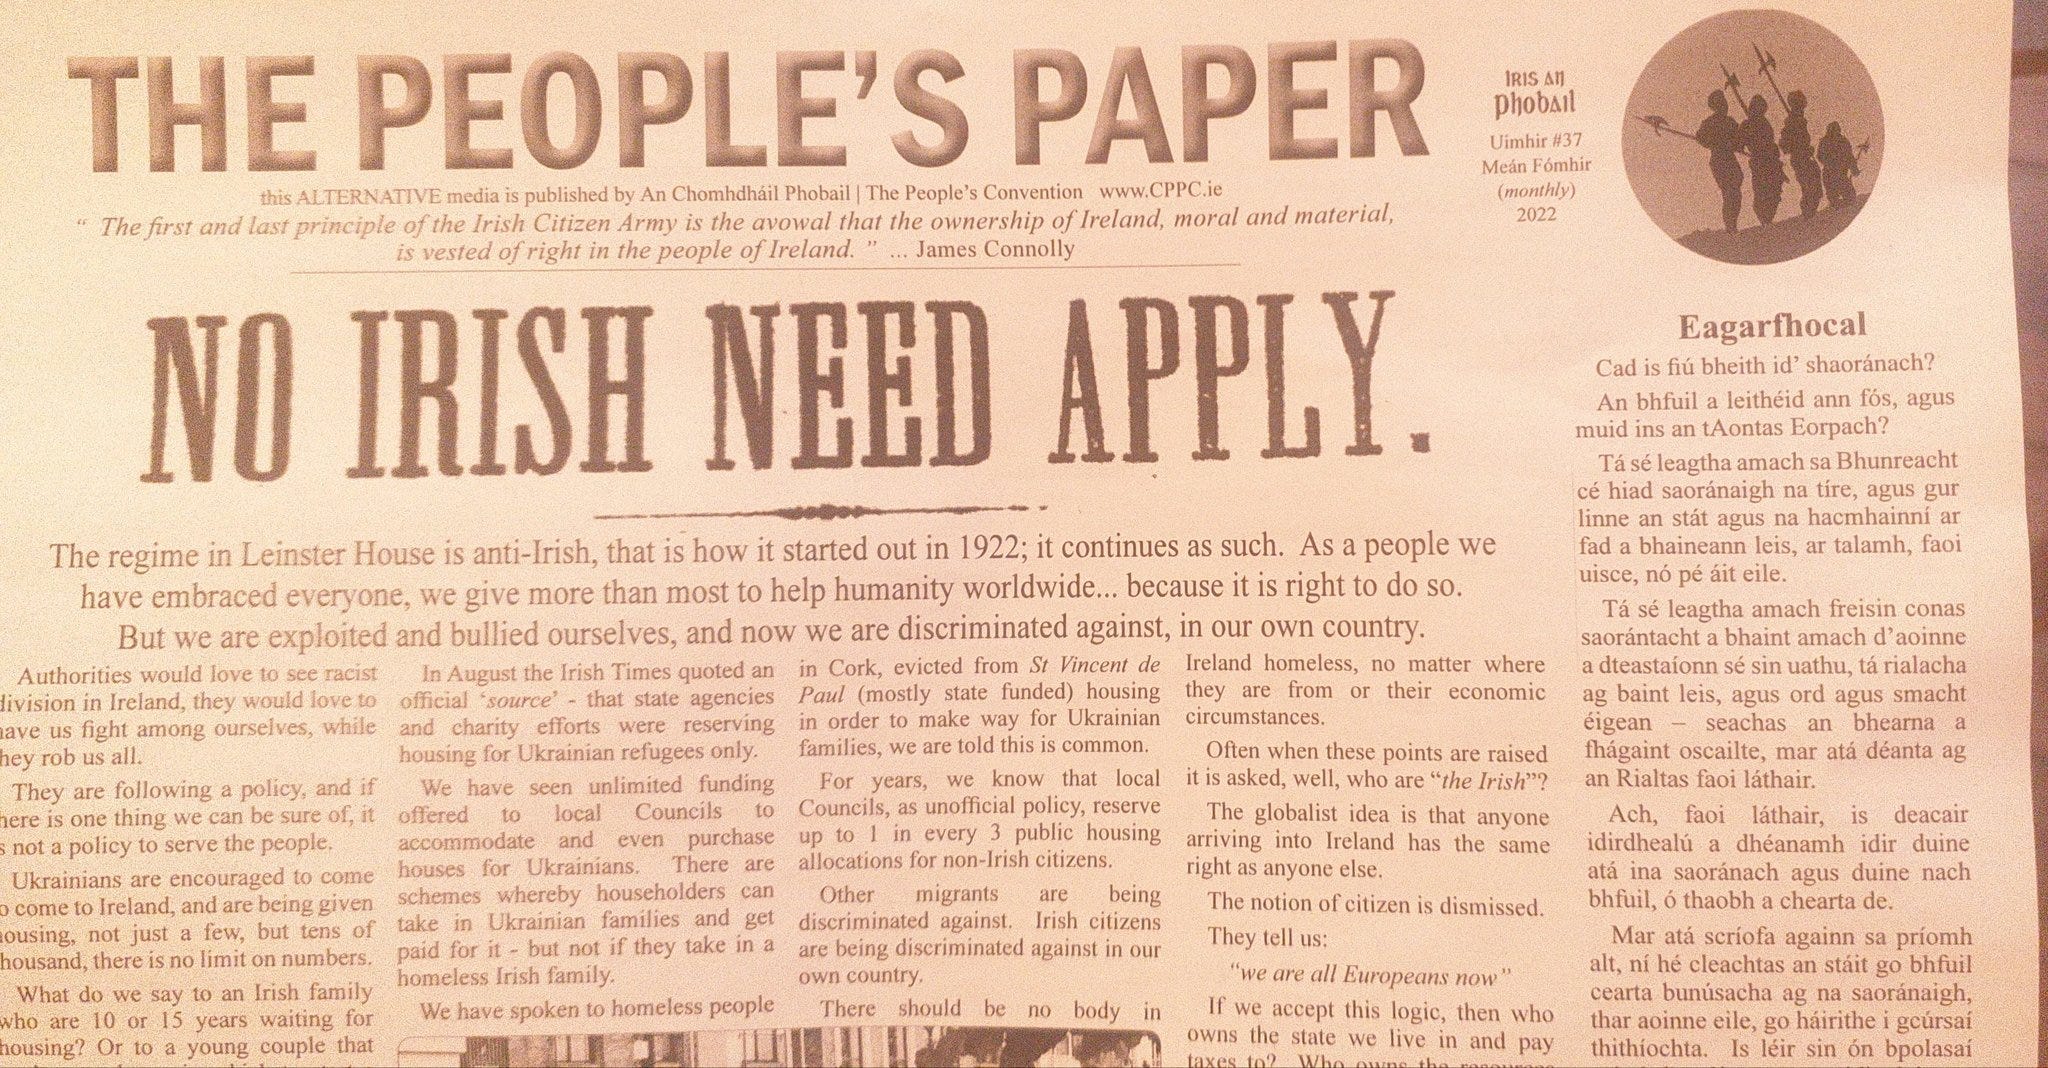 THE PEOPLE'S PAPER
this ALTERNATIVE media is published by An Chomhdháil Phobail | The People's Convention www.CPPC.ie
" The first and last principle of the Irish Citizen Army is the avowal that the ownership of Ireland, moral and material,
is vested of right in the people of Ireland. " ... James Connolly
IRIS AN
PHOBAIL
Uimhir #37
Meán Fómhir
(monthly)
2022
NO IRISH NEED APPLY.
The regime in Leinster House is anti-Irish, that is how it started out in 1922; it continues as such. As a people we
have embraced everyone, we give more than most to help humanity worldwide... because it is right to do so.
But we are exploited and bullied ourselves, and now we are discriminated against, in our own country.
Authorities would love to see racist
division in Ireland, they would love to
have us fight among ourselves, while
they rob us all.
They are following a policy, and if
there is one thing we can be sure of, it
is not a policy to serve the people.
Ukrainians are encouraged to come
to come to Ireland, and are being given
housing, not just a few, but tens of
thousand, there is no limit on numbers.
What do we say to an Irish family
who are 10 or 15 years waiting for
housing? Or to a young couple that
In August the Irish Times quoted an
official 'source' - that state agencies
and charity efforts were reserving
housing for Ukrainian refugees only.
We have seen unlimited funding
offered to local Councils to
accommodate and even purchase
houses for Ukrainians. There are
schemes whereby householders can
take in Ukrainian families and get
paid for it - but not if they take in a
homeless Irish family.
We have spoken to homeless people
in Cork, evicted from St Vincent de
Paul (mostly state funded) housing
in order to make way for Ukrainian
families, we are told this is common.
For years, we know that local
Councils, as unofficial policy, reserve
up to 1 in every 3 public housing
allocations for non-Irish citizens.
Other migrants are being
discriminated against. Irish citizens
are being discriminated against in our
own country.
There should be no body in
Ireland homeless, no matter where
they are from or their economic
circumstances.
Often when these points are raised
it is asked, well, who are "the Irish"?
The globalist idea is that anyone
arriving into Ireland has the same
right as anyone else.
The notion of citizen is dismissed.
They tell us:
"we are all Europeans now"
If we accept this logic, then who
owns the state we live in and pay
taxes to? Who owns the resources
Eagarfhocal
Cad is fiú bheith id' shaoránach?
An bhfuil a leithéid ann fós, agus
muid ins an tAontas Eorpach?
Tá sé leagtha amach sa Bhunreacht
cé hiad saoránaigh na tíre, agus gur
linne an stát agus na hacmhainní ar
fad a bhaineann leis, ar talamh, faoi
uisce, nó pé áit eile.
Tá sé leagtha amach freisin conas
saorántacht a bhaint amach d'aoinne
a dteastaíonn sé sin uathu, tá rialacha
ag baint leis, agus ord agus smacht
éigean – seachas an bhearna a
fhágaint oscailte, mar atá déanta ag
an Rialtas faoi láthair.
Ach, faoi láthair, is deacair
idirdhealú a dhéanamh idir duine
atá ina saoránach agus duine nach
bhfuil, ó thaobh a chearta de.
Mar atá scríofa againn sa príomh
alt, ní hé cleachtas an stáit go bhfuil
cearta bunúsacha ag na saoránaigh,
thar aoinne eile, go háirithe i gcúrsaí
thithíochta. Is léir sin ón bpolasaí